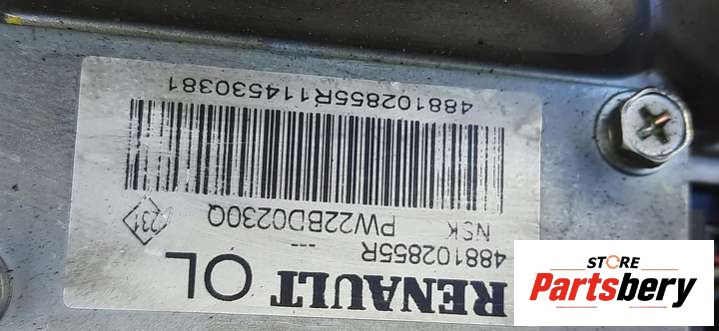 RENAULT OL
488102855R
---
NSK PW22BD0230Q
231
488102855R114530381
STORE
Partsbery